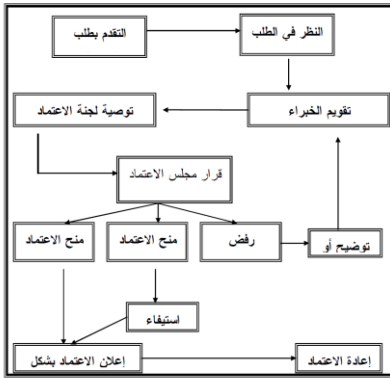 التقدم بطلب
النظر في الطلب
تقويم الخبراء
توصية لجنة الاعتماد
قرار مجلس الاعتماد
منح الاعتماد
منح الاعتماد
رفض
توضيح أو
استيفاء
إعلان الاعتماد بشكل
إعادة الاعتماد